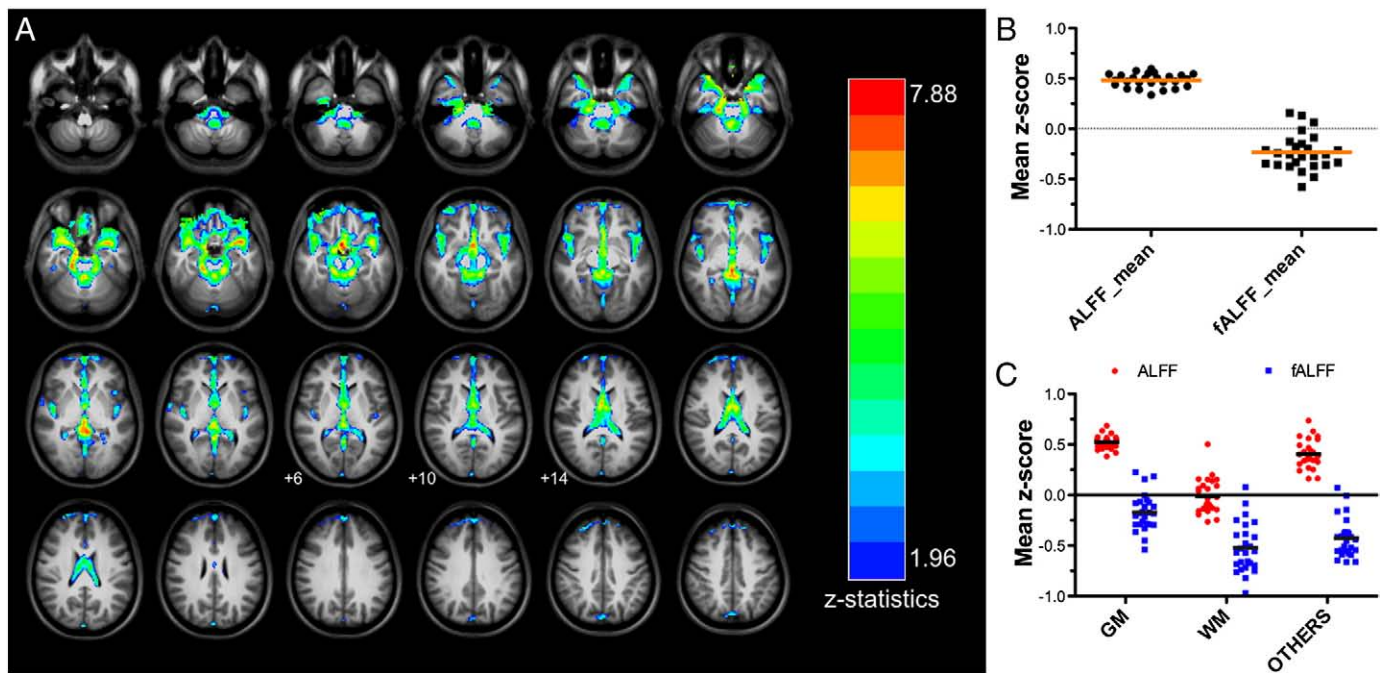 A
7.88
1.96
z-statistics
+6
+10
+14
B
Mean z-score
1.0
0.5
0.0
-0.5
-1.0
ALFF_mean
fALFF_mean
C
ALFF
fALFF
Mean z-score
1.0
0.5
0.0
-0.5
-1.0
GM
WM
OTHERS